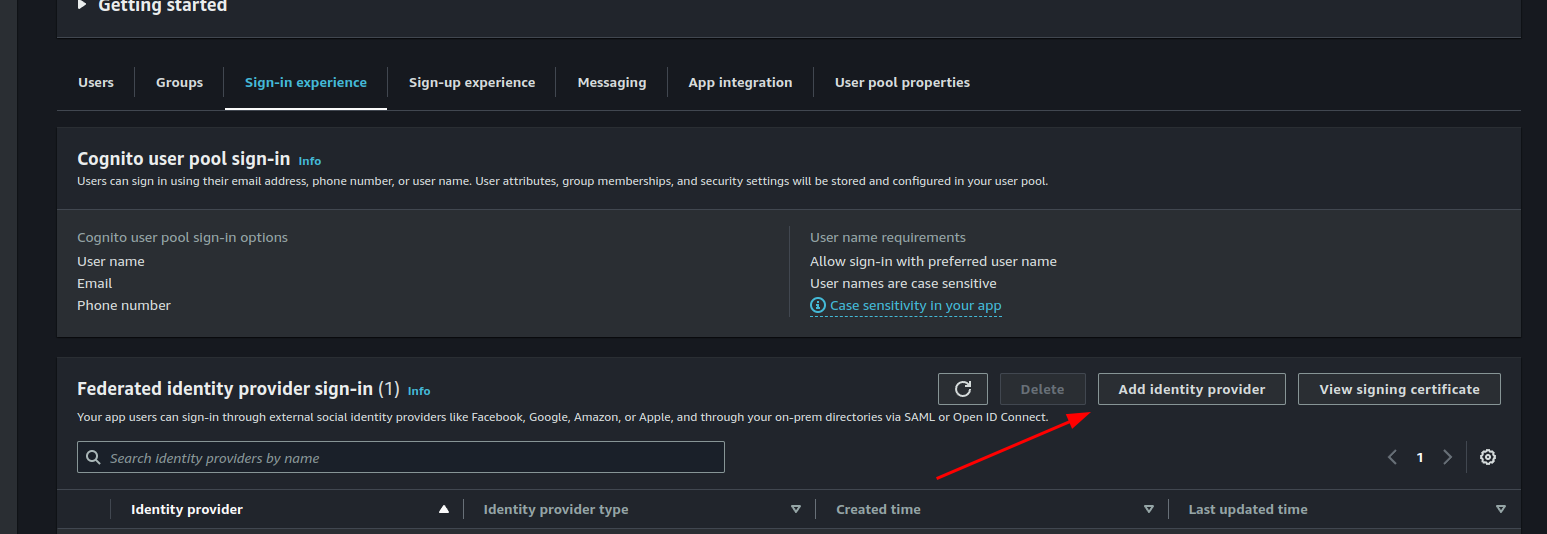 Getting started
Users Groups Sign-in experience Sign-up experience Messaging App integration User pool properties
Cognito user pool sign-in Info
Users can sign in using their email address, phone number, or user name. User attributes, group memberships, and security settings will be stored and configured in your user pool.
Cognito user pool sign-in options
User name
Email
Phone number
User name requirements
Allow sign-in with preferred user name
User names are case sensitive
Case sensitivity in your app
Federated identity provider sign-in (1) Info
Delete Add identity provider View signing certificate
Your app users can sign-in through external social identity providers like Facebook, Google, Amazon, or Apple, and through your on-prem directories via SAML or Open ID Connect.
Search identity providers by name
1
Identity provider Identity provider type Created time Last updated time